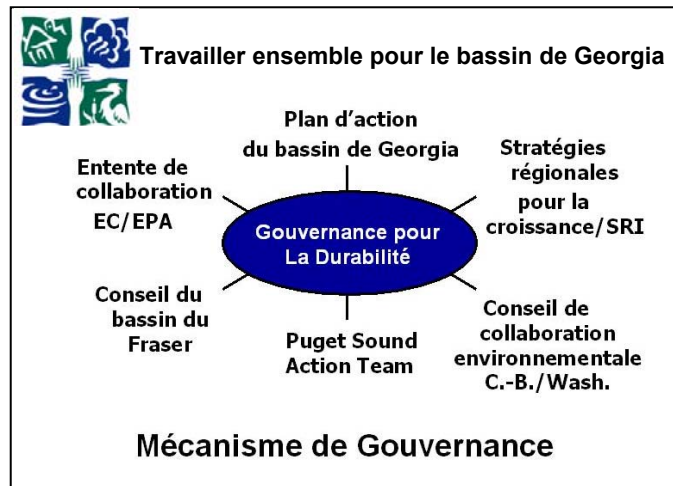 Travailler ensemble pour le bassin de Georgia
Plan d'action
du bassin de Georgia
Stratégies
régionales
pour la
croissance/SRI
Entente de
collaboration
EC/EPA
Gouvernance pour
La Durabilité
Conseil du
bassin du
Fraser
Puget Sound
Action Team
Conseil de
collaboration
environnementale
C.-B./Wash.
Mécanisme de Gouvernance